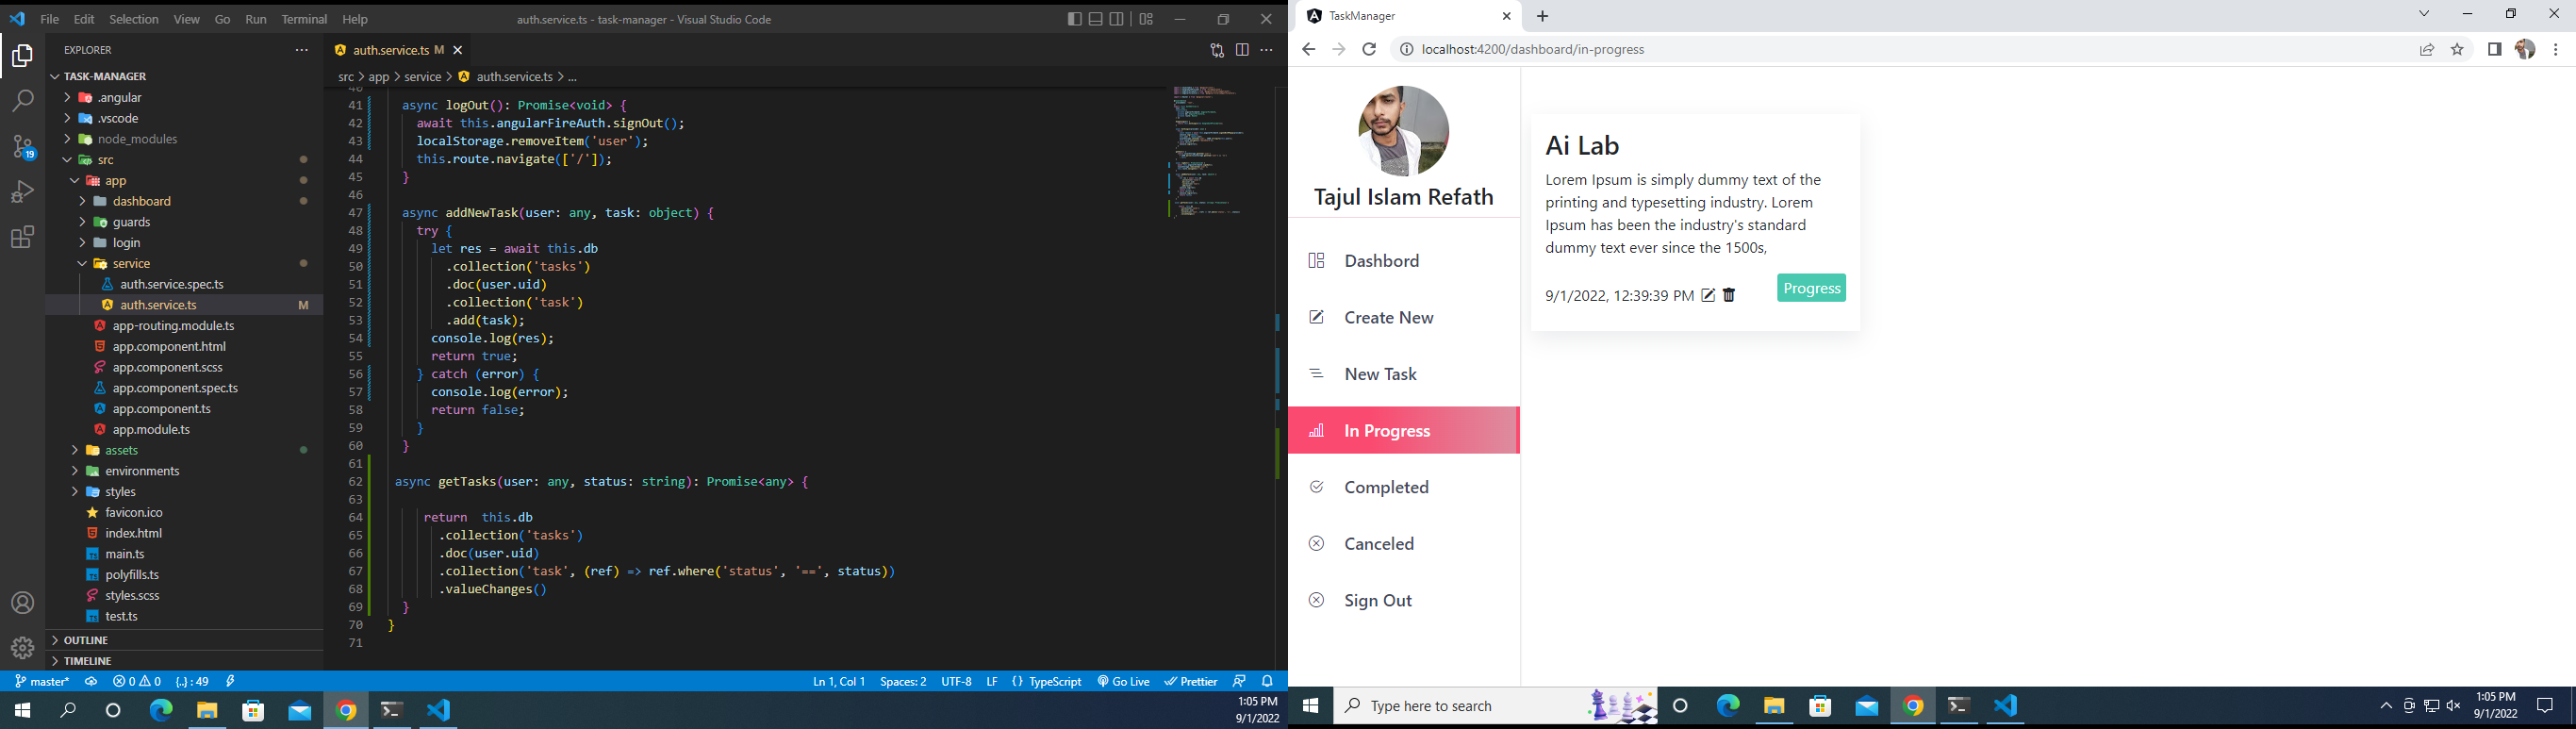 File Edit Selection View Go Run Terminal Help
auth.service.ts - task-manager - Visual Studio Code
EXPLORER
TASK-MANAGER
.angular
.vscode
node_modules
src
app
dashboard
guards
login
service
auth.service.spec.ts
auth.service.ts M
app-routing.module.ts
app.component.html
app.component.scss
app.component.spec.ts
app.component.ts
app.module.ts
assets
environments
styles
favicon.ico
index.html
main.ts
polyfills.ts
styles.scss
test.ts
OUTLINE
TIMELINE
19
auth.service.ts M
src > app > service > auth.service.ts > ...
40
41 async logOut(): Promise<void> {
42 await this.angularFireAuth.signOut();
43 localStorage.removeItem('user');
44 this.route.navigate(['/']);
45 }
46
47 async addNewTask(user: any, task: object) {
48 try {
49 let res = await this.db
50 .collection('tasks')
51 .doc(user.uid)
52 .collection('task')
53 .add(task);
54 console.log(res);
55 return true;
56 } catch (error) {
57 console.log(error);
58 return false;
59 }
60 }
61
62 async getTasks(user: any, status: string): Promise<any> {
63
64 return  this.db
65 .collection('tasks')
66 .doc(user.uid)
67 .collection('task', (ref) => ref.where('status', '==', status))
68 .valueChanges()
69 }
70 }
71
master* 0 0 {..} : 49
Ln 1, Col 1 Spaces: 2 UTF-8 LF {} TypeScript Go Live Prettier
1:05 PM
9/1/2022
TaskManager
localhost:4200/dashboard/in-progress
Tajul Islam Refath
Dashbord
Create New
New Task
In Progress
Completed
Canceled
Sign Out
Ai Lab
Lorem Ipsum is simply dummy text of the
printing and typesetting industry. Lorem
Ipsum has been the industry's standard
dummy text ever since the 1500s,
9/1/2022, 12:39:39 PM
Progress
Type here to search
1:05 PM
9/1/2022